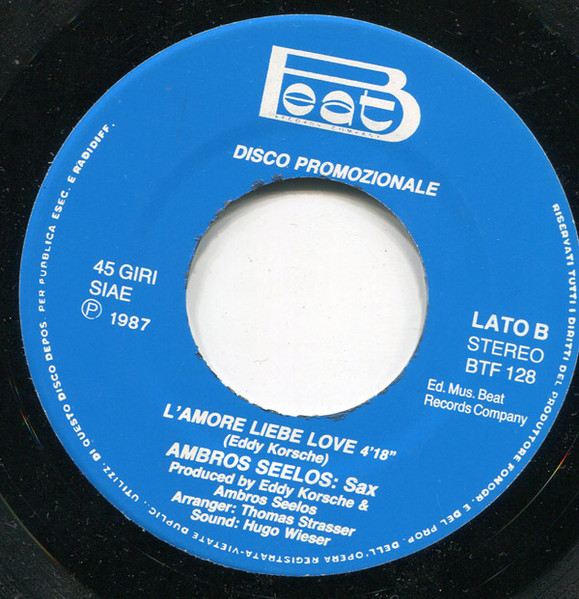 Beat
RECORDS COMPANY
DISCO PROMOZIONALE
45 GIRI
SIAE
Ⓟ 1987
LATO B
STEREO
BTF 128
Ed. Mus. Beat
Records Company
L'AMORE LIEBE LOVE 4'18"
(Eddy Korsche)
AMBROS SEELOS: Sax
Produced by Eddy Korsche &
Ambros Seelos
Arranger: Thomas Strasser
Sound: Hugo Wieser
RISERVATI TUTTI I DIRITTI DEL PRODUTTORE FONOGR. E DEL PROP. DELL'OPERA REGISTRATA-VIETATE DUPLIC. UTILIZZ. DI QUESTO DISCO DEPOS. PER PUBBLICA ESEC. E RADIDIFF.